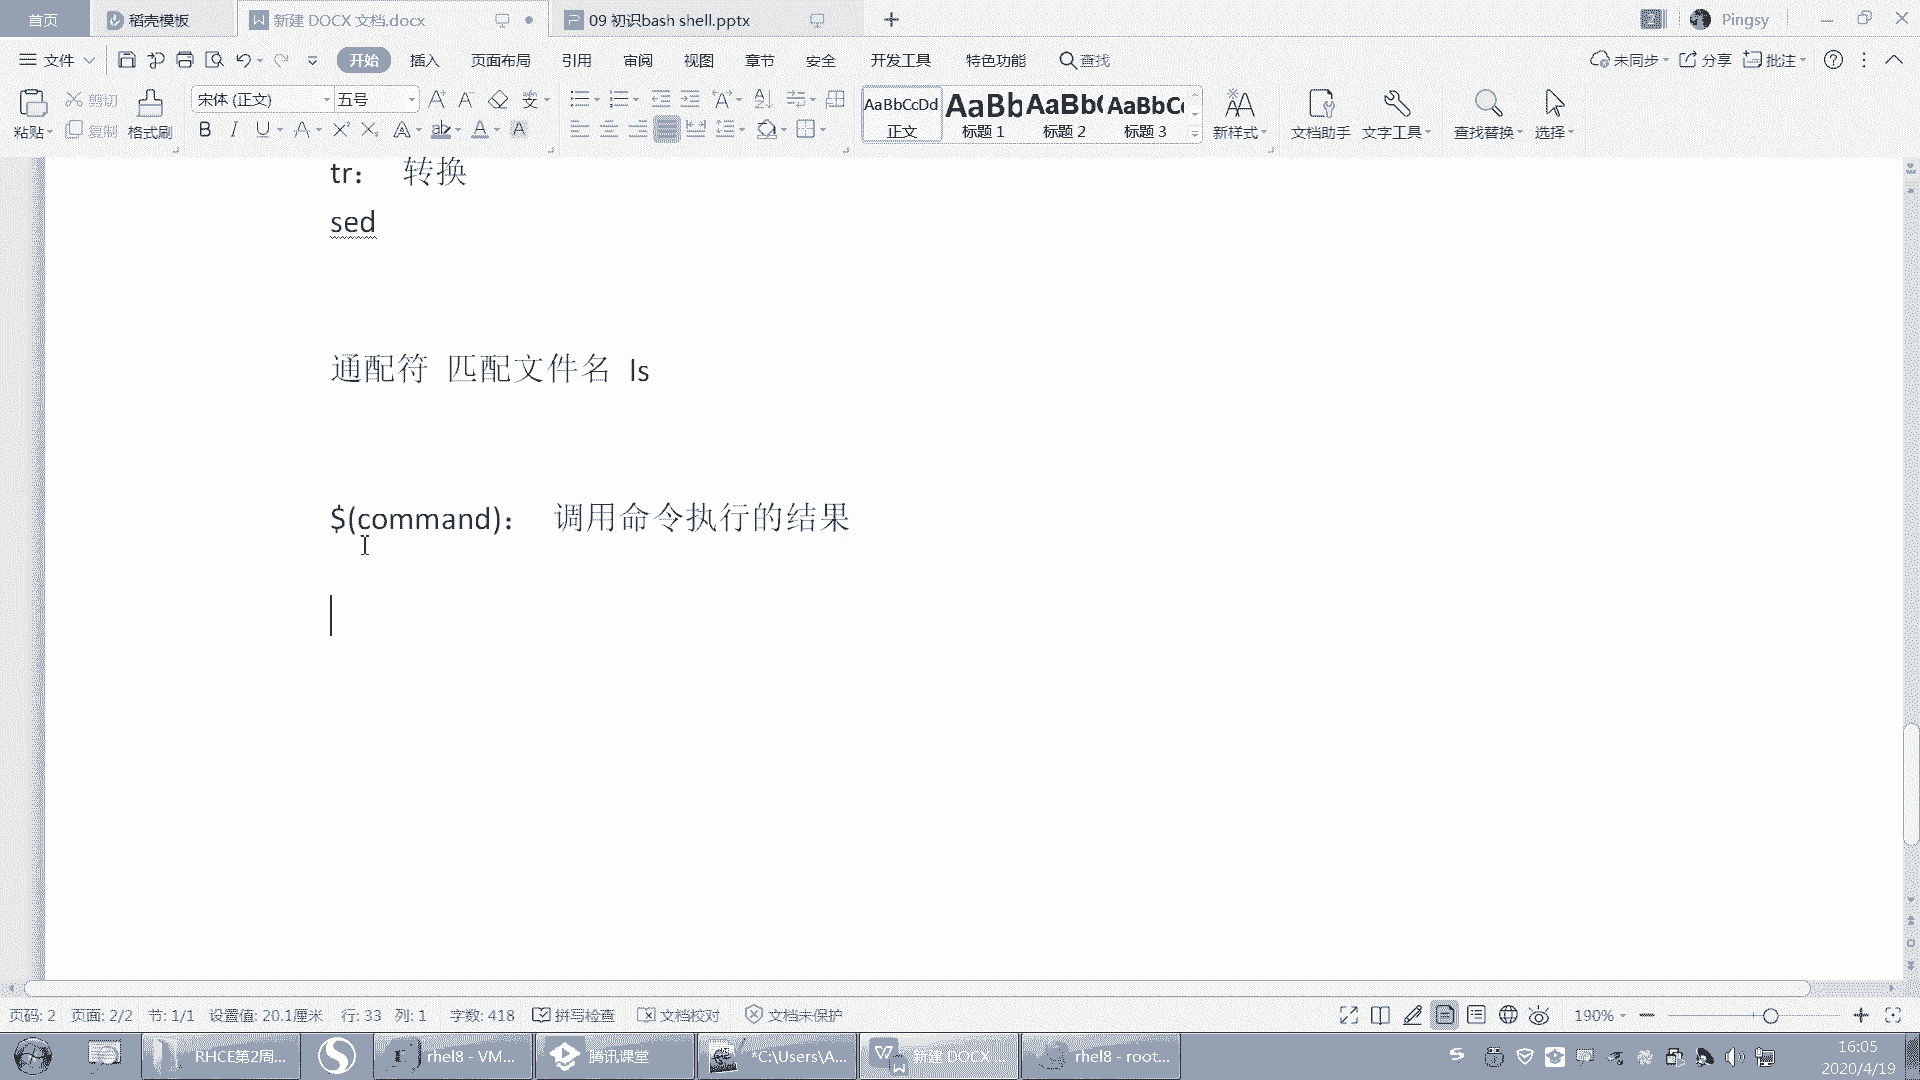 首页 稻壳模板 新建 DOCX 文档.docx 09 初识bash shell.pptx Pingsy
文件 开始 插入 页面布局 引用 审阅 视图 章节 安全 开发工具 特色功能 查找 未同步 分享 批注
粘贴 剪切 复制 格式刷 宋体 (正文) 五号 AaBbCcDd 正文 AaBb 标题 1 AaBb( 标题 2 AaBbC 标题 3 新样式 文档助手 文字工具 查找替换 选择
tr： 转换
sed
通配符 匹配文件名 ls
$(command)： 调用命令执行的结果
页码: 2 页面: 2/2 节: 1/1 设置值: 20.1厘米 行: 33 列: 1 字数: 418 拼写检查 文档校对 文档未保护 190%
RHCE第2周... rhel8 - VM... 腾讯课堂 *C:\Users\A... 新建 DOCX ... rhel8 - root... 16:05
2020/4/19